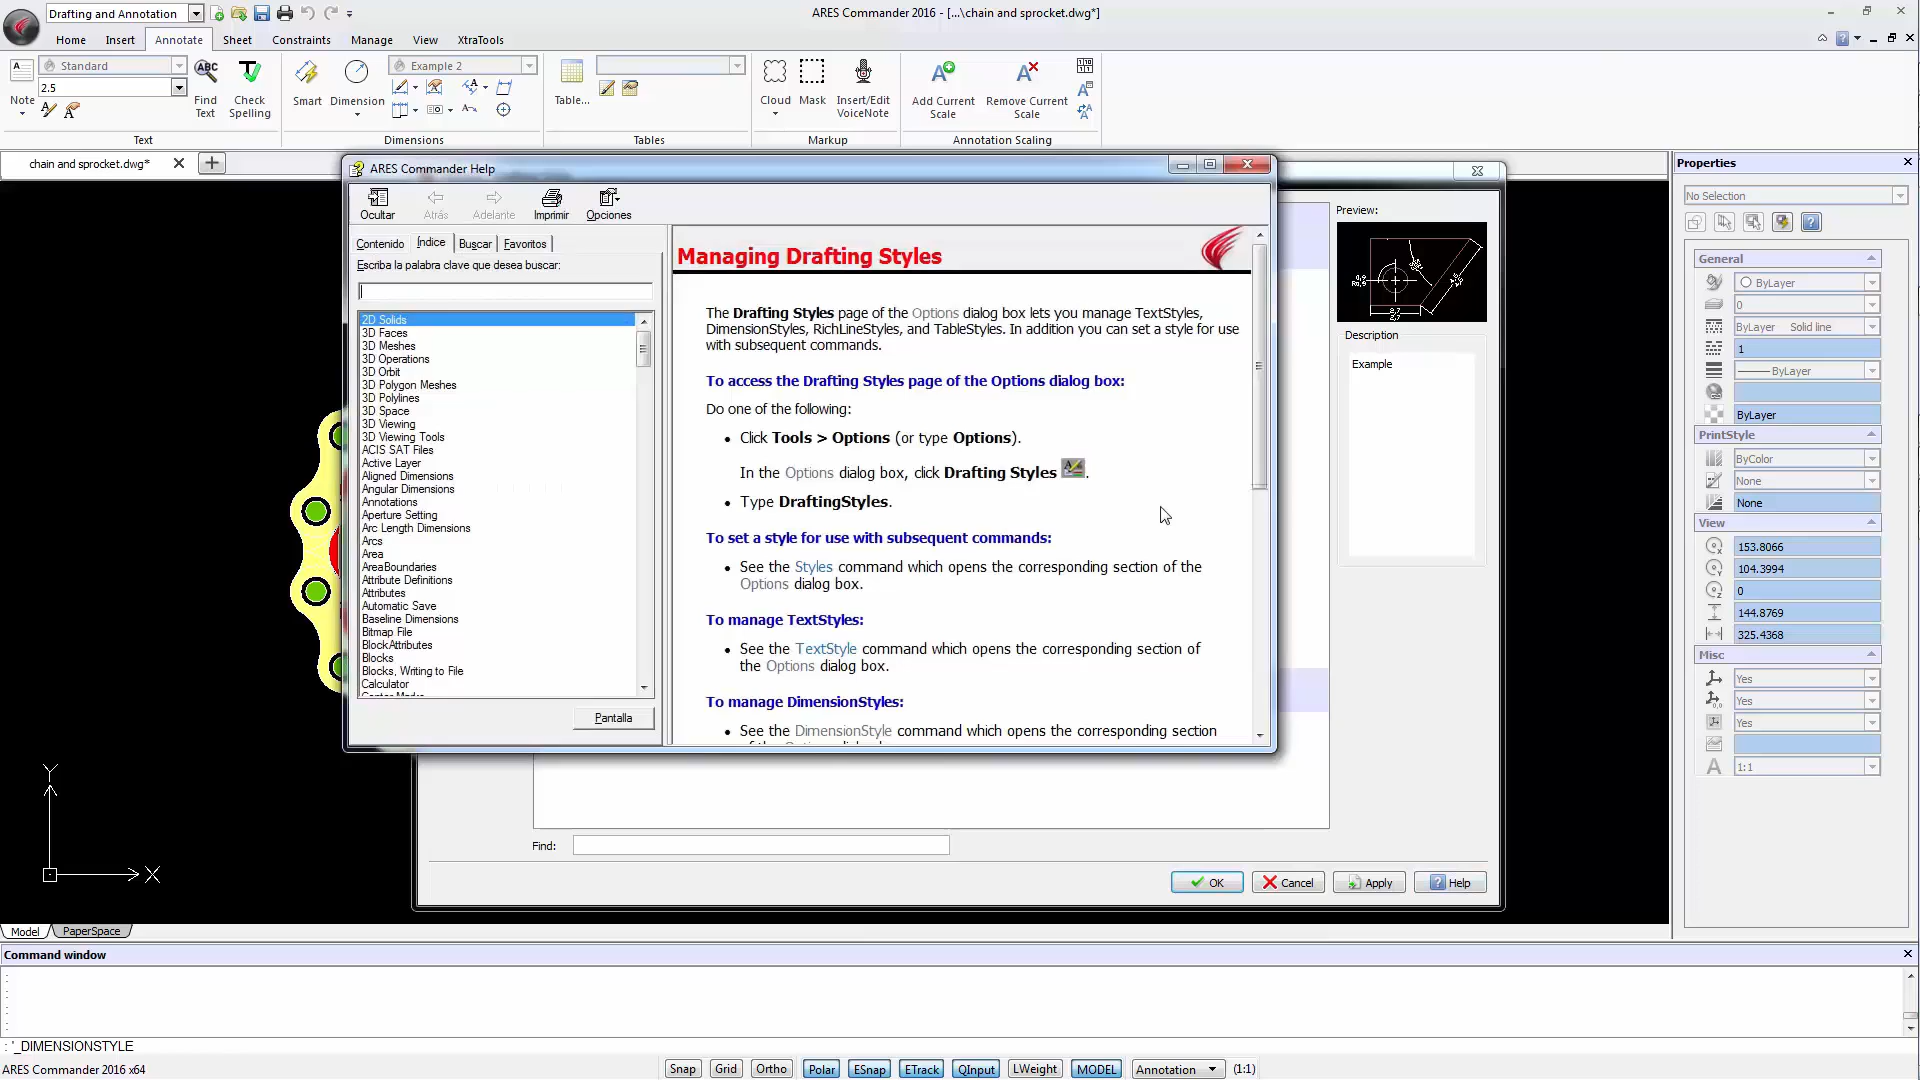 Drafting and Annotation
ARES Commander 2016 - [...\chain and sprocket.dwg*]
Home Insert Annotate Sheet Constraints Manage View XtraTools
Standard
2.5
Note
Find Text
Check Spelling
Text
Smart
Dimension
Example 2
Dimensions
Table...
Tables
Cloud
Mask
Insert/Edit VoiceNote
Markup
Add Current Scale
Remove Current Scale
Annotation Scaling
chain and sprocket.dwg*
ARES Commander Help
Ocultar Atrás Adelante Imprimir Opciones
Contenido Índice Buscar Favoritos
Escriba la palabra clave que desea buscar:
2D Solids
3D Faces
3D Meshes
3D Operations
3D Orbit
3D Polygon Meshes
3D Polylines
3D Space
3D Viewing
3D Viewing Tools
ACIS SAT Files
Active Layer
Aligned Dimensions
Angular Dimensions
Annotations
Aperture Setting
Arc Length Dimensions
Arcs
Area
AreaBoundaries
Attribute Definitions
Attributes
Automatic Save
Baseline Dimensions
Bitmap File
BlockAttributes
Blocks
Blocks, Writing to File
Calculator
Pantalla
Managing Drafting Styles
The Drafting Styles page of the Options dialog box lets you manage TextStyles,
DimensionStyles, RichLineStyles, and TableStyles. In addition you can set a style for use
with subsequent commands.
To access the Drafting Styles page of the Options dialog box:
Do one of the following:
• Click Tools > Options (or type Options).
In the Options dialog box, click Drafting Styles .
• Type DraftingStyles.
To set a style for use with subsequent commands:
• See the Styles command which opens the corresponding section of the
Options dialog box.
To manage TextStyles:
• See the TextStyle command which opens the corresponding section of
the Options dialog box.
To manage DimensionStyles:
• See the DimensionStyle command which opens the corresponding section
Preview:
Description
Example
Find:
OK Cancel Apply Help
Properties
No Selection
General
ByLayer
0
ByLayer Solid line
1
ByLayer
ByLayer
PrintStyle
ByColor
None
None
View
153.8066
104.3994
0
144.8769
325.4368
Misc
Yes
Yes
Yes
1:1
Y
X
Model PaperSpace
Command window
:
:
:
:
: '_DIMENSIONSTYLE
ARES Commander 2016 x64
Snap Grid Ortho Polar ESnap ETrack QInput LWeight MODEL Annotation (1:1)